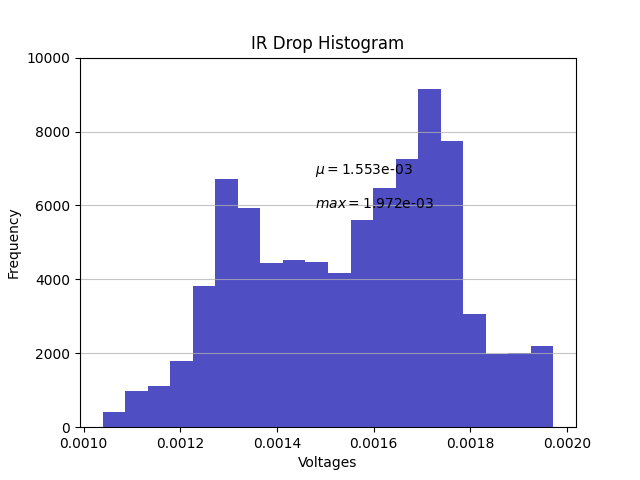 IR Drop Histogram
10000
8000
6000
4000
2000
0
Frequency
μ = 1.553e-03
max = 1.972e-03
0.0010 0.0012 0.0014 0.0016 0.0018 0.0020
Voltages